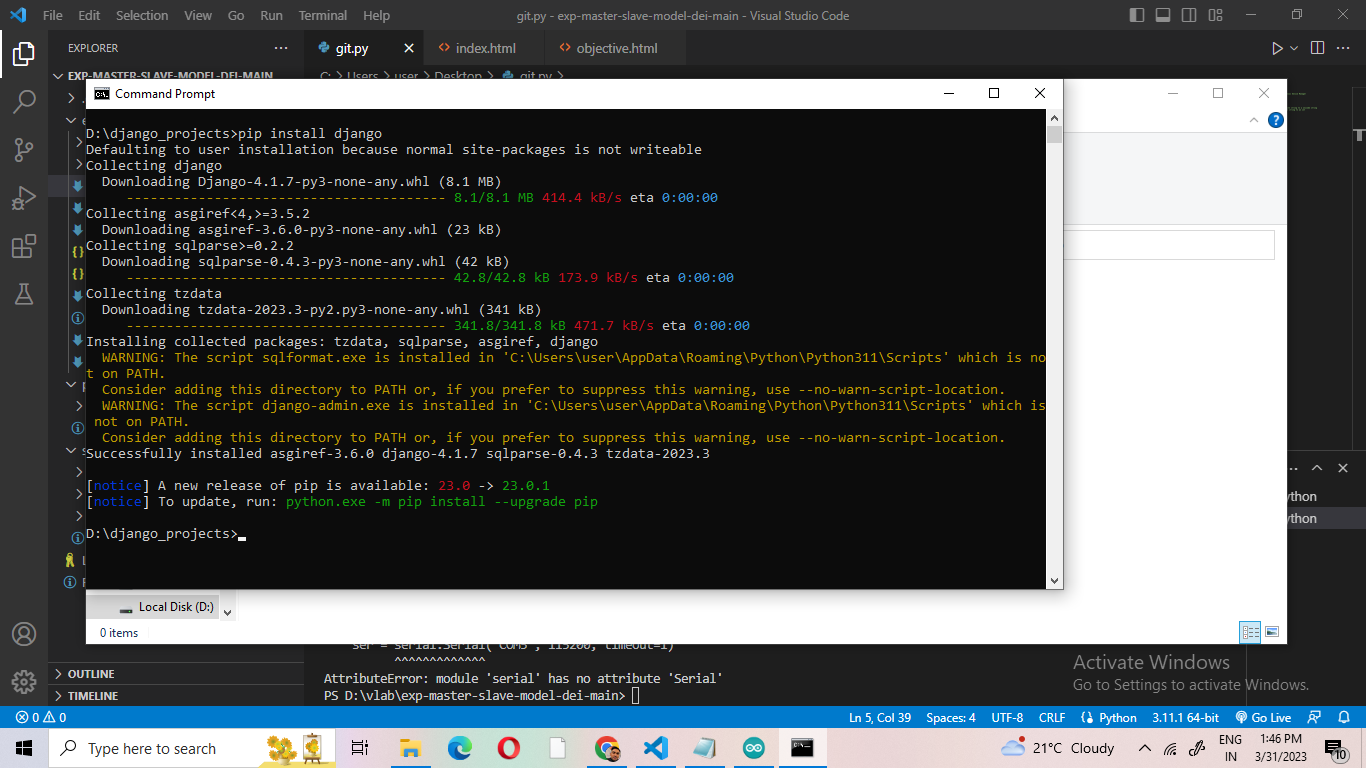 File Edit Selection View Go Run Terminal Help
git.py - exp-master-slave-model-dei-main - Visual Studio Code
EXPLORER
git.py
index.html
objective.html
EXP-MASTER-SLAVE-MODEL-DEI-MAIN
C: > Users > user > Desktop > git.py >
Command Prompt
D:\django_projects>pip install django
Defaulting to user installation because normal site-packages is not writeable
Collecting django
Downloading Django-4.1.7-py3-none-any.whl (8.1 MB)
---------------------------------------- 8.1/8.1 MB 414.4 kB/s eta 0:00:00
Collecting asgiref<4,>=3.5.2
Downloading asgiref-3.6.0-py3-none-any.whl (23 kB)
Collecting sqlparse>=0.2.2
Downloading sqlparse-0.4.3-py3-none-any.whl (42 kB)
---------------------------------------- 42.8/42.8 kB 173.9 kB/s eta 0:00:00
Collecting tzdata
Downloading tzdata-2023.3-py2.py3-none-any.whl (341 kB)
---------------------------------------- 341.8/341.8 kB 471.7 kB/s eta 0:00:00
Installing collected packages: tzdata, sqlparse, asgiref, django
WARNING: The script sqlformat.exe is installed in 'C:\Users\user\AppData\Roaming\Python\Python311\Scripts' which is no
t on PATH.
Consider adding this directory to PATH or, if you prefer to suppress this warning, use --no-warn-script-location.
WARNING: The script django-admin.exe is installed in 'C:\Users\user\AppData\Roaming\Python\Python311\Scripts' which is
not on PATH.
Consider adding this directory to PATH or, if you prefer to suppress this warning, use --no-warn-script-location.
Successfully installed asgiref-3.6.0 django-4.1.7 sqlparse-0.4.3 tzdata-2023.3
[notice] A new release of pip is available: 23.0 -> 23.0.1
[notice] To update, run: python.exe -m pip install --upgrade pip
D:\django_projects>
ython
ython
Local Disk (D:)
0 items
ser = serial.Serial('COM3', 115200, timeout=1)
^^^^^^^^^^^^^
AttributeError: module 'serial' has no attribute 'Serial'
PS D:\vlab\exp-master-slave-model-dei-main>
OUTLINE
TIMELINE
Activate Windows
Go to Settings to activate Windows.
0 0 Ln 5, Col 39 Spaces: 4 UTF-8 CRLF Python 3.11.1 64-bit Go Live
Type here to search
21°C Cloudy
ENG
IN
1:46 PM
3/31/2023
10